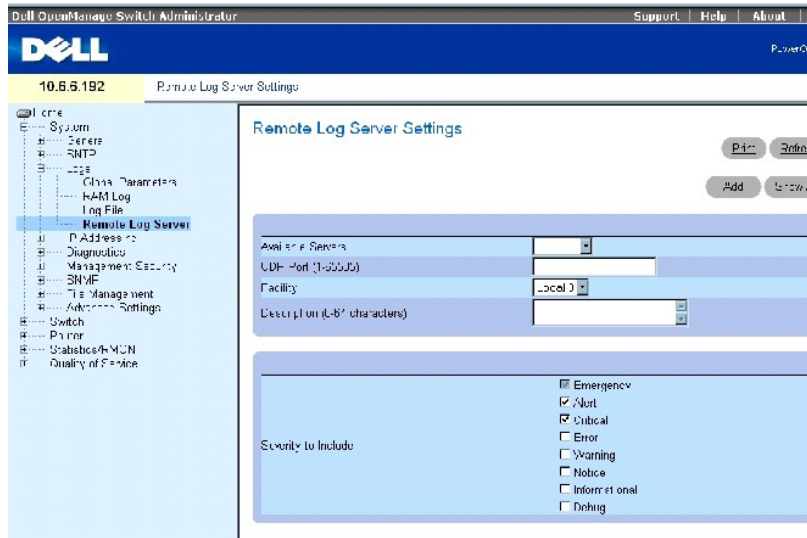 Dell OpenManage Switch Administrator
Support | Help | About |
DELL
10.6.6.192
Remote Log Server Settings
Home
System
General
SNTP
Logs
Global Parameters
RAM Log
Log File
Remote Log Server
IP Addressing
Diagnostics
Management Security
SNMP
File Management
Advanced Settings
Switch
Router
Statistics/RMON
Quality of Service
Remote Log Server Settings
Print
Refre
Add
Show
Available Servers
UDP Port (1-65535)
Facility
Local 0
Description (0-64 characters)
Severity to Include
Emergency
Alert
Critical
Error
Warning
Notice
Informational
Debug